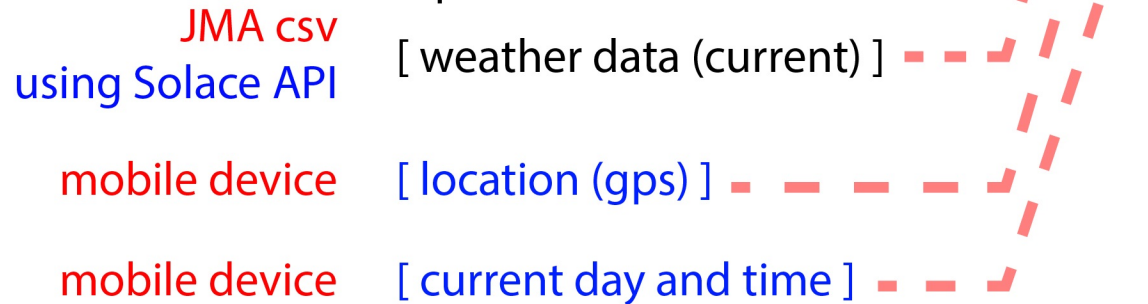 JMA csv
using Solace API
[ weather data (current) ]
mobile device [ location (gps) ]
mobile device [ current day and time ]